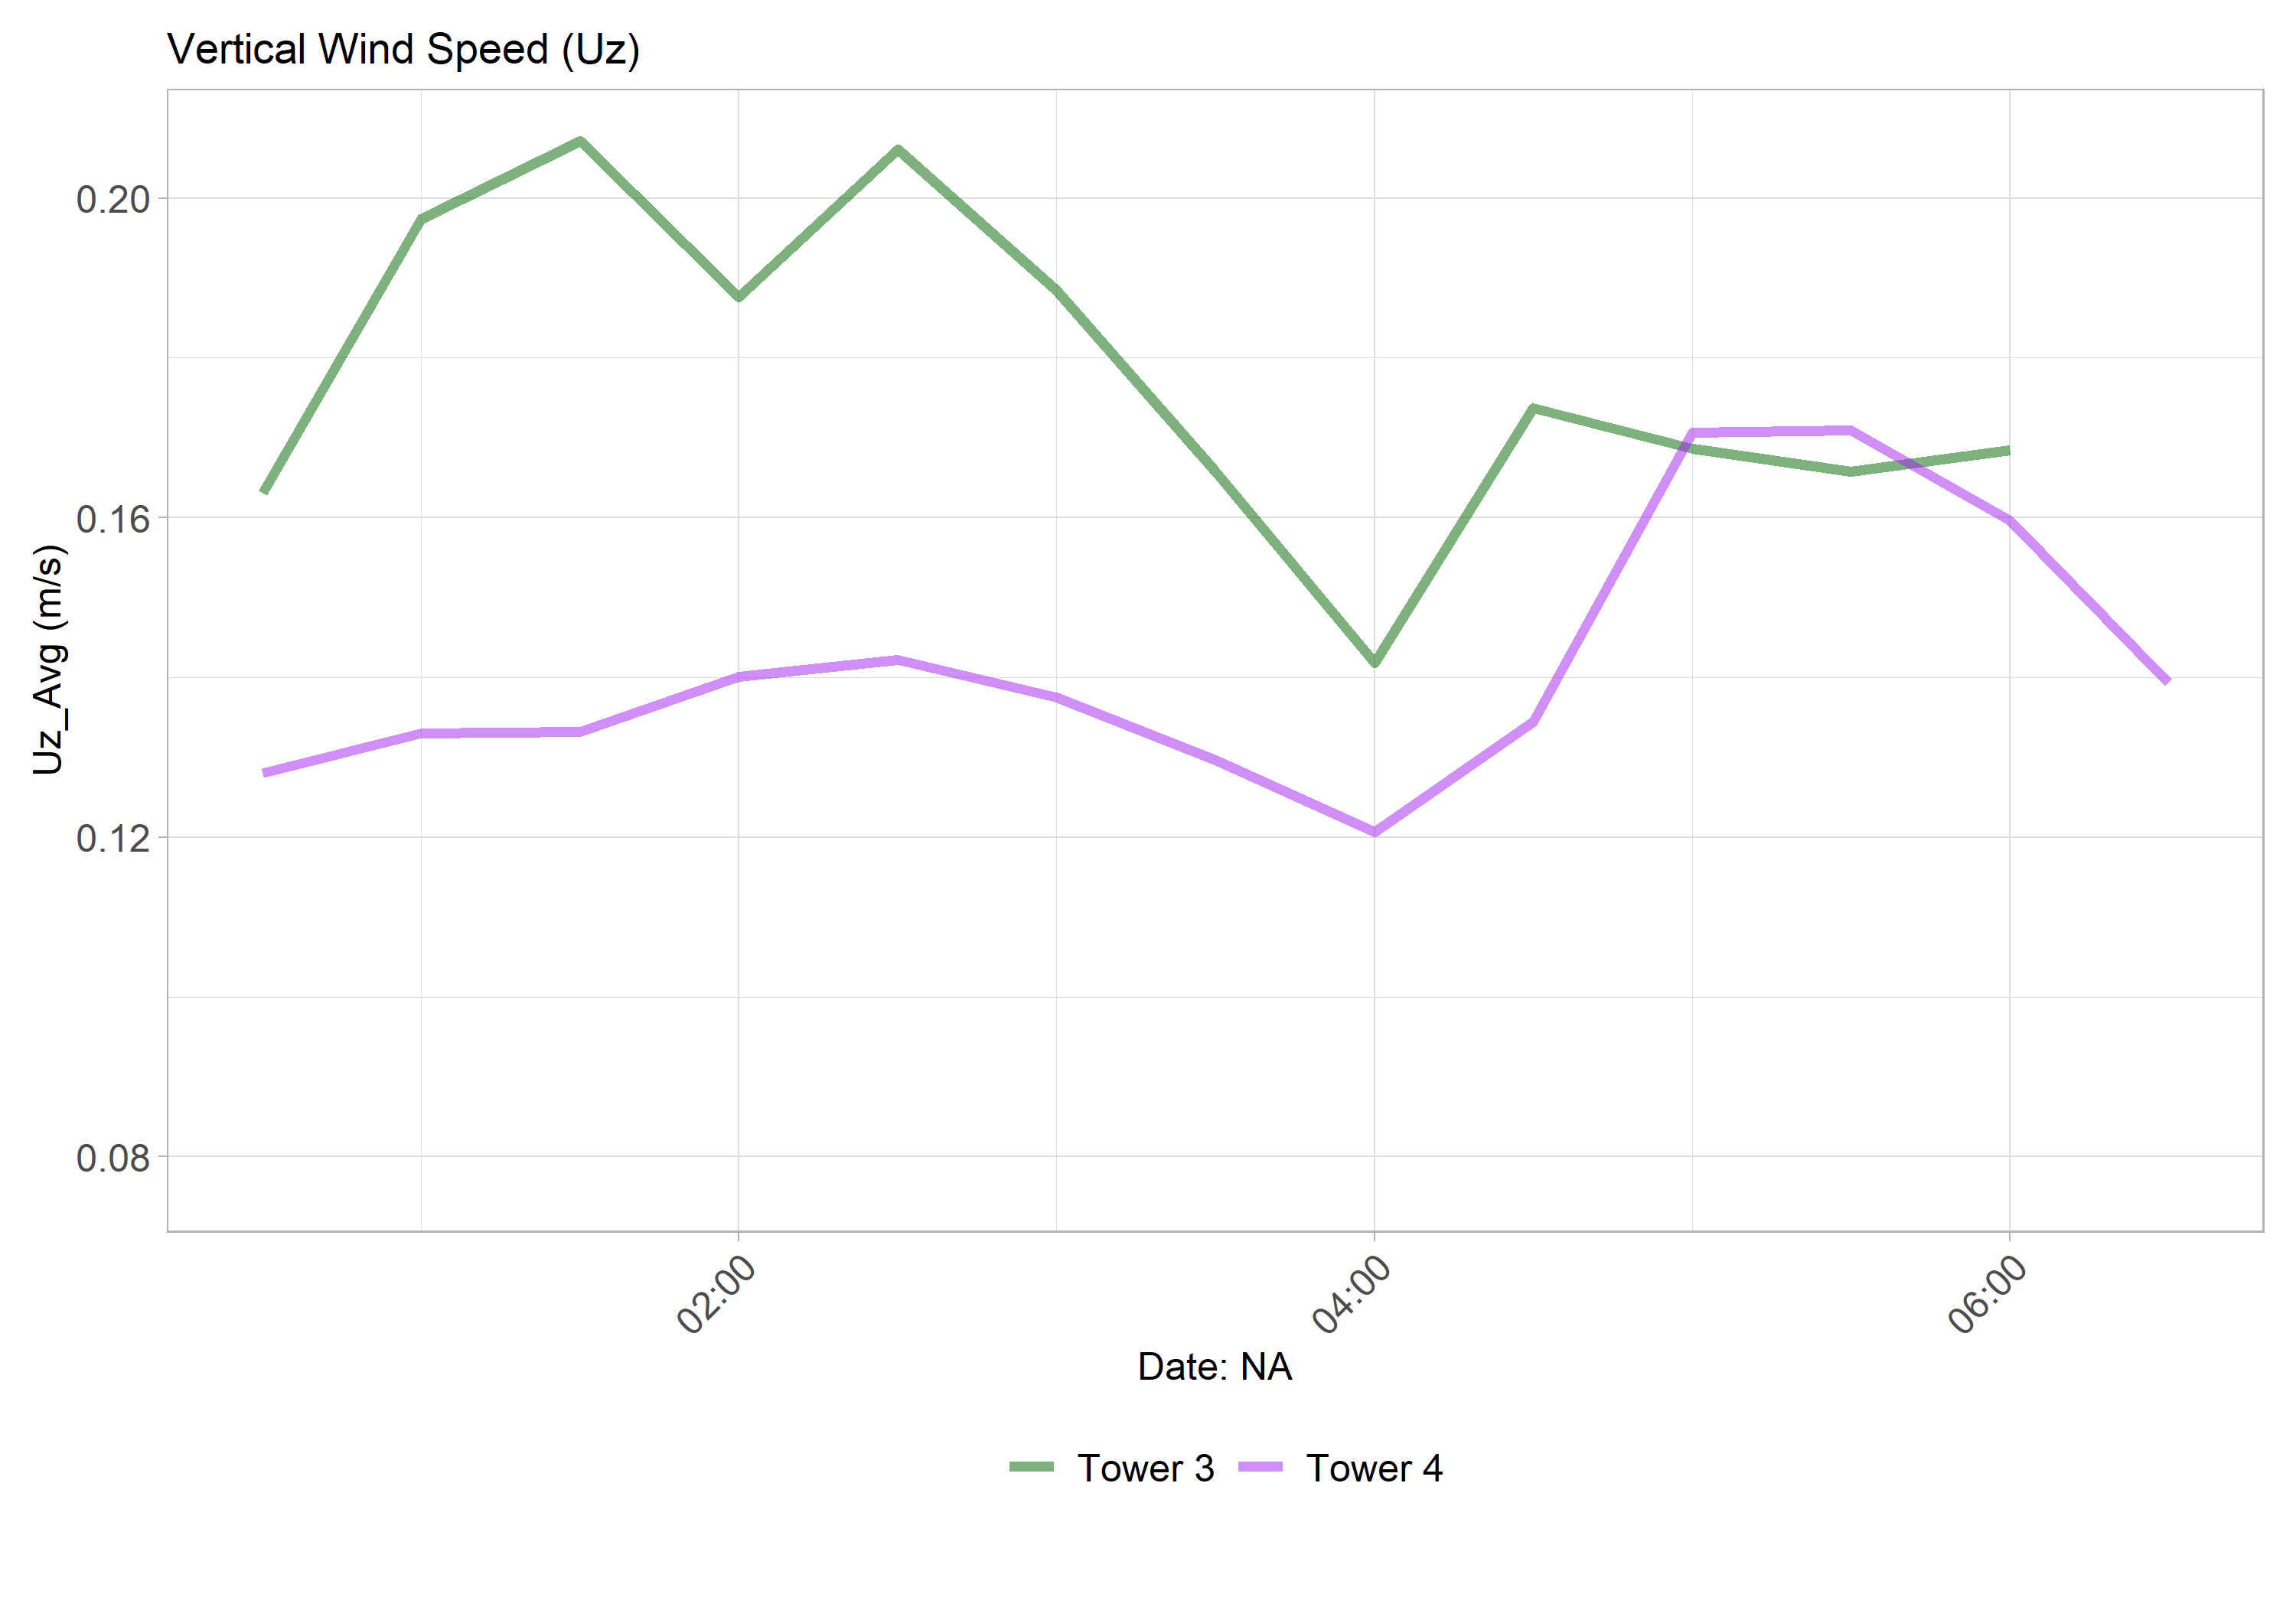 Vertical Wind Speed (Uz)
Uz_Avg (m/s)
0.20
0.16
0.12
0.08
02:00
04:00
06:00
Date: NA
Tower 3
Tower 4